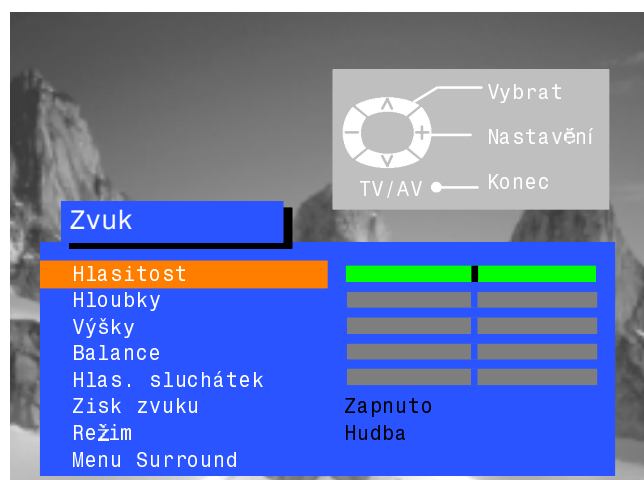 Vybrat
Nastavění
TV/AV
Konec
Zvuk
Hlasitost
Hloubky
Výšky
Balance
Hlas. sluchátek
Zisk zvuku Zapnuto
Režim Hudba
Menu Surround